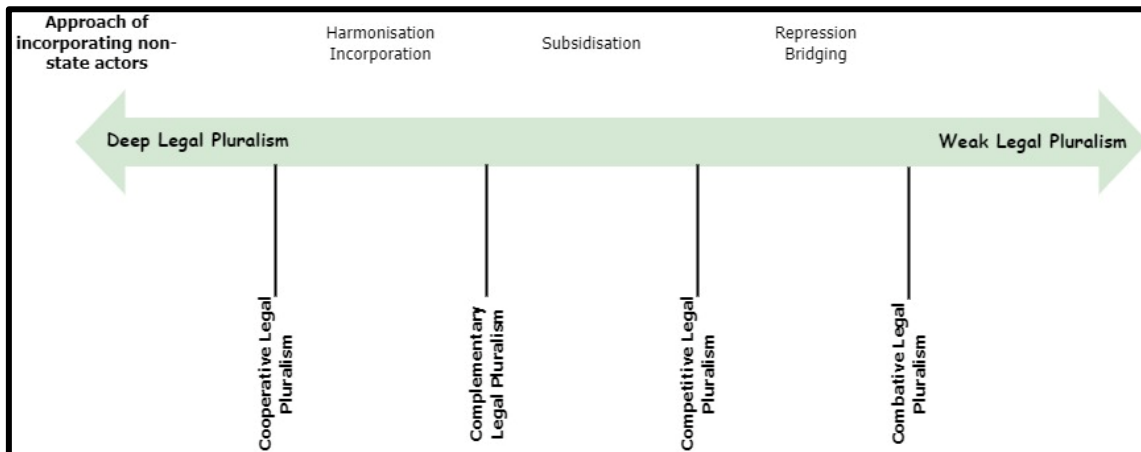 Approach of
incorporating non-
state actors
Harmonisation
Incorporation
Subsidisation
Repression
Bridging
Deep Legal Pluralism
Weak Legal Pluralism
Cooperative Legal
Pluralism
Complementary
Legal Pluralism
Competitive Legal
Pluralism
Combative Legal
Pluralism